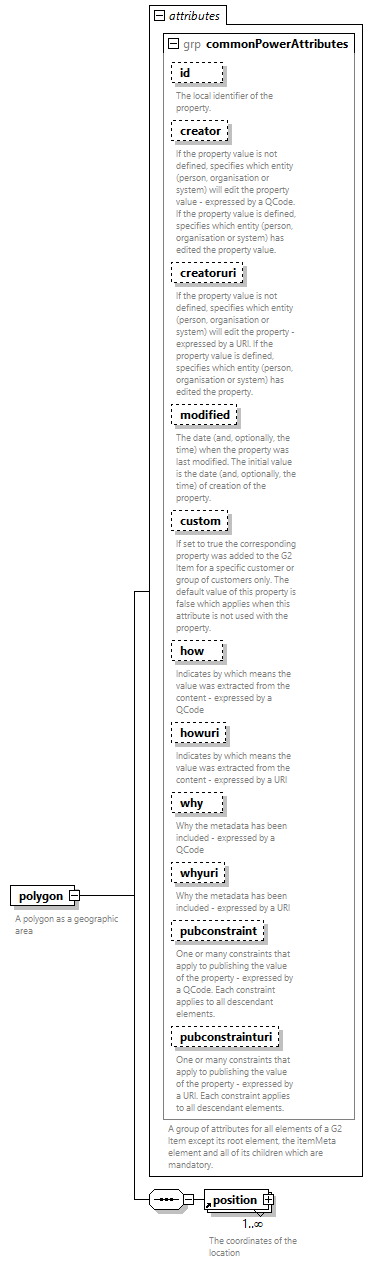 attributes
grp commonPowerAttributes
id
The local identifier of the
property.
creator
If the property value is not
defined, specifies which entity
(person, organisation or
system) will edit the property
value - expressed by a QCode.
If the property value is defined,
specifies which entity (person,
organisation or system) has
edited the property value.
creatoruri
If the property value is not
defined, specifies which entity
(person, organisation or
system) will edit the property -
expressed by a URI. If the
property value is defined,
specifies which entity (person,
organisation or system) has
edited the property.
modified
The date (and, optionally, the
time) when the property was
last modified. The initial value
is the date (and, optionally, the
time) of creation of the
property.
custom
If set to true the corresponding
property was added to the G2
Item for a specific customer or
group of customers only. The
default value of this property is
false which applies when this
attribute is not used with the
property.
how
Indicates by which means the
value was extracted from the
content - expressed by a
QCode
howuri
Indicates by which means the
value was extracted from the
content - expressed by a URI
why
Why the metadata has been
included - expressed by a
QCode
whyuri
Why the metadata has been
included - expressed by a URI
pubconstraint
One or many constraints that
apply to publishing the value
of the property - expressed by
a QCode. Each constraint
applies to all descendant
elements.
pubconstrainturi
One or many constraints that
apply to publishing the value
of the property - expressed by
a URI. Each constraint applies
to all descendant elements.
A group of attributes for all elements of a G2
Item except its root element, the itemMeta
element and all of its children which are
mandatory.
polygon
A polygon as a geographic
area
position
1..∞
The coordinates of the
location